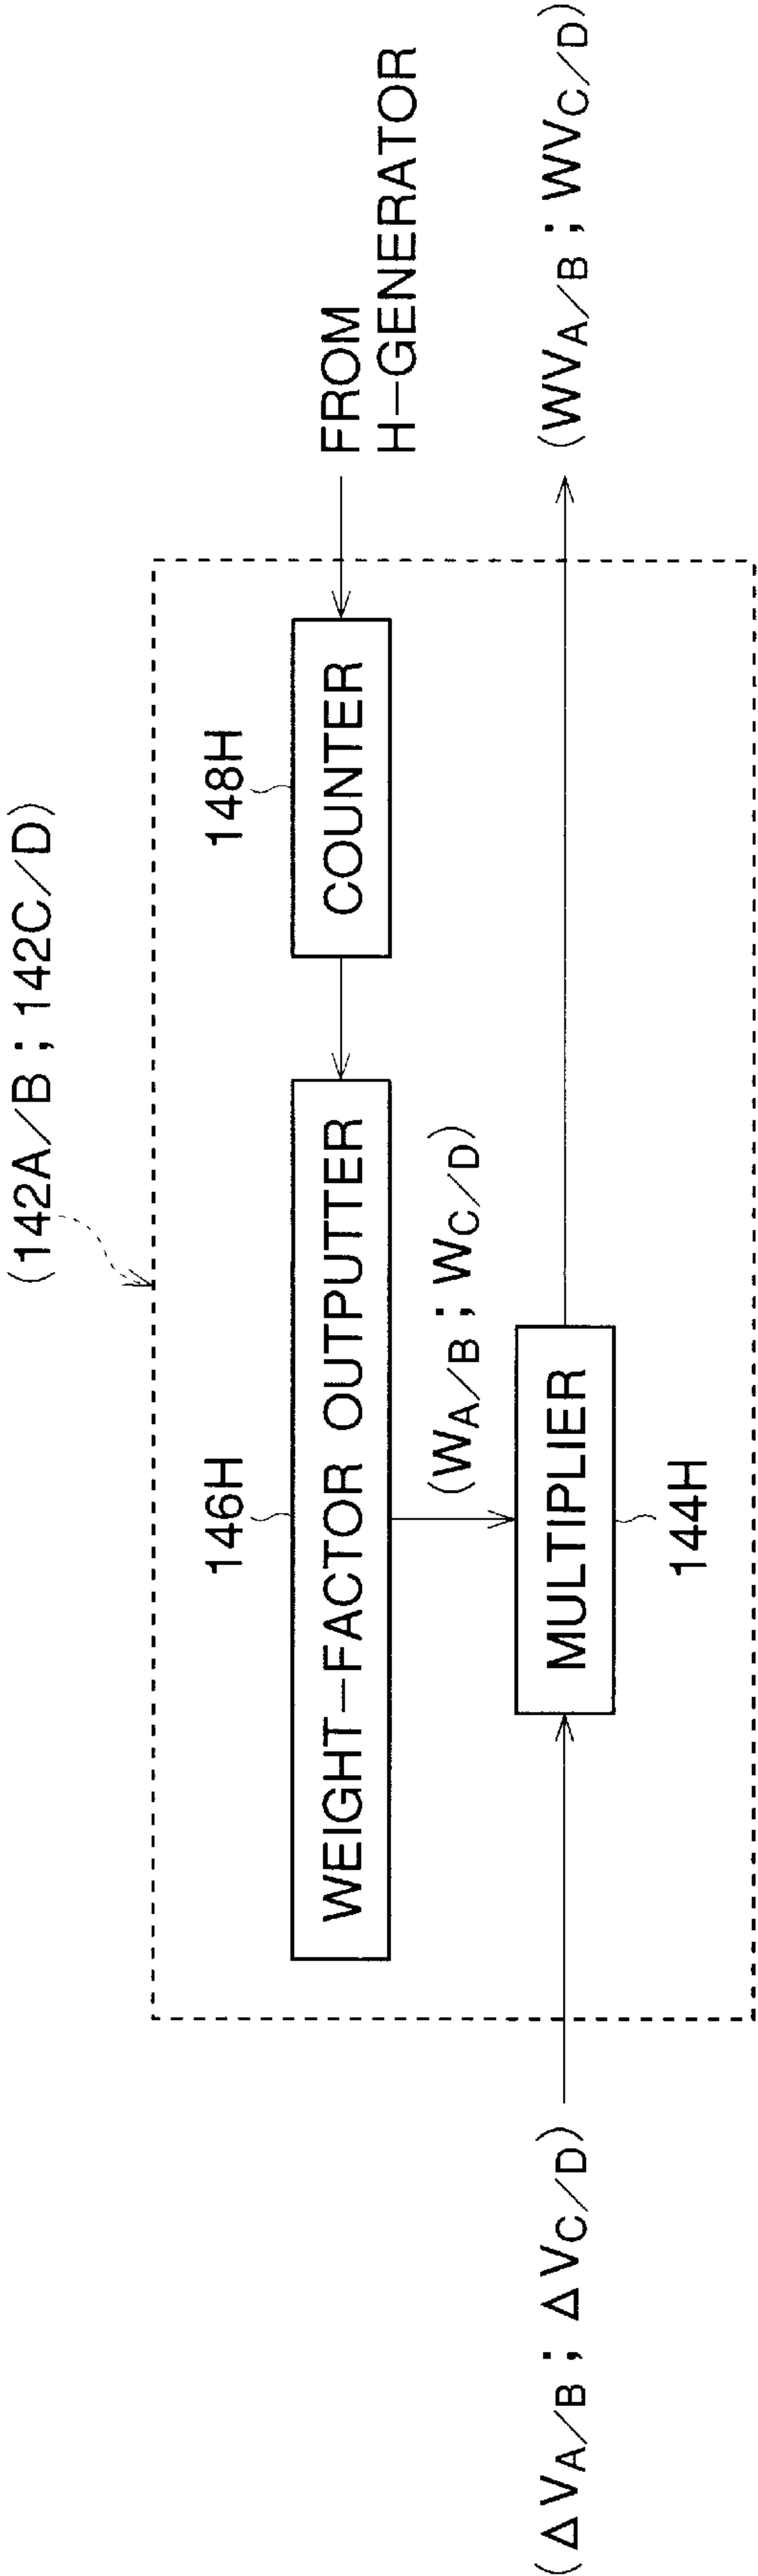 (142A/B ; 142C/D)
146H
148H
WEIGHT-FACTOR OUTPUTTER
COUNTER
FROM
H-GENERATOR
(WA/B ; WC/D)
(ΔVA/B ; ΔVC/D)
MULTIPLIER
(WVA/B ; WVC/D)
144H